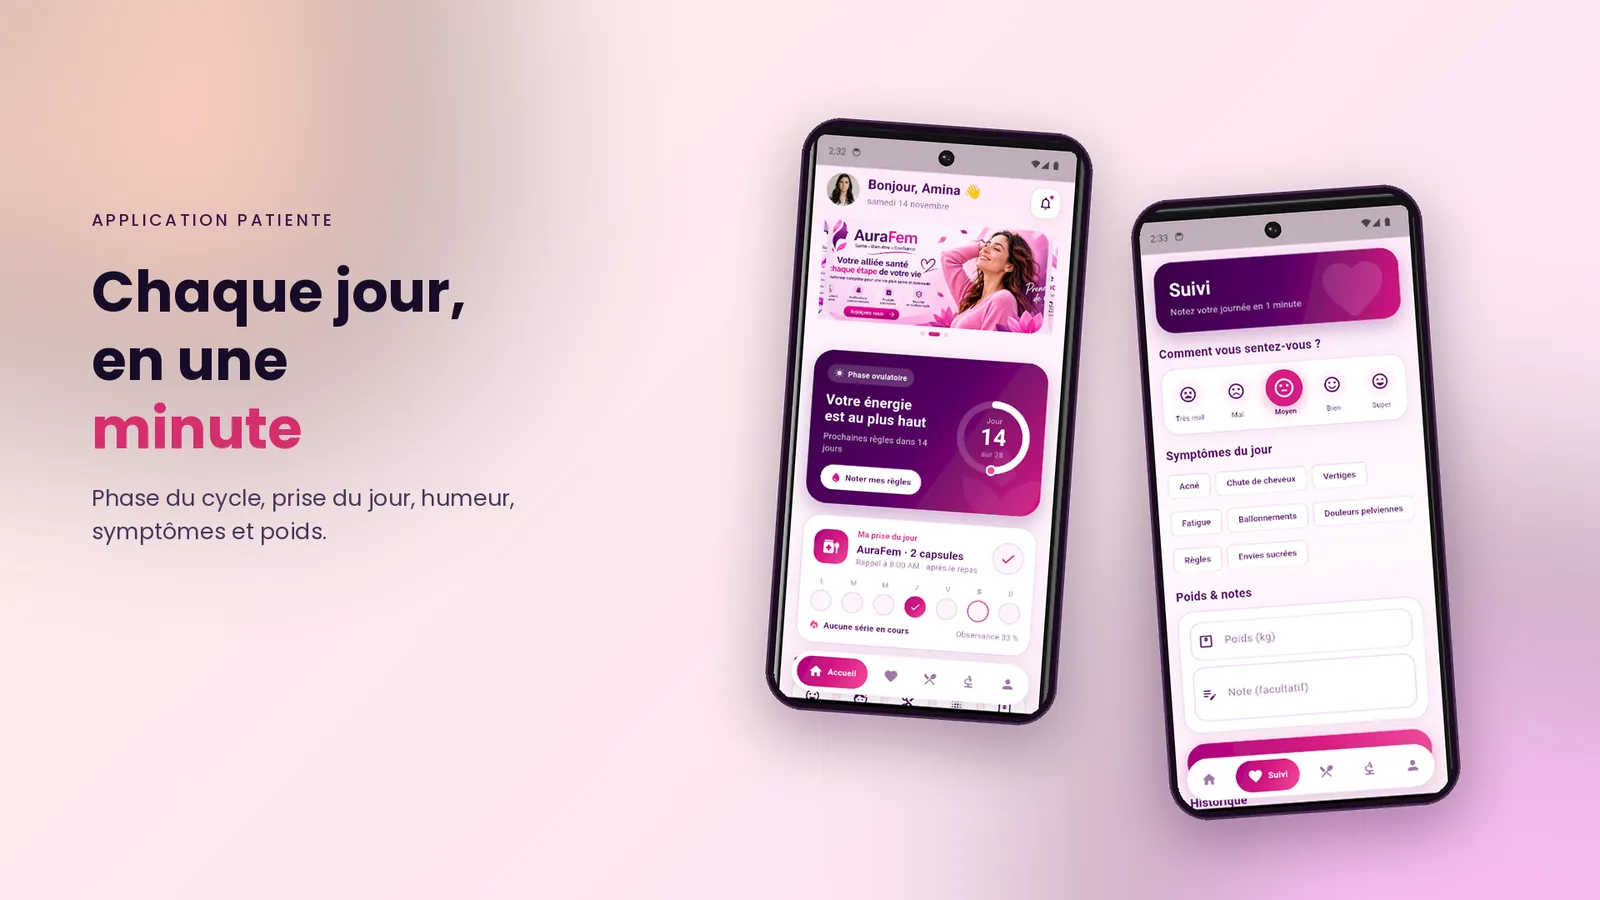 APPLICATION PATIENTE
Chaque jour,
en une
minute
Phase du cycle, prise du jour, humeur,
symptômes et poids.
2:32
Bonjour, Amina 👋
samedi 14 novembre
AuraFem
Santé • Bien-être • Confiance
Votre alliée santé
chaque étape de votre vie
Rejoignez-nous
Phase ovulatoire
Votre énergie
est au plus haut
Prochaines règles dans 14
jours
Noter mes règles
Jour
14
sur 28
Ma prise du jour
AuraFem · 2 capsules
Rappel à 8:00 AM · après le repas
L M M J V S D
Aucune série en cours
Observance 33 %
Accueil
2:33
Suivi
Notez votre journée en 1 minute
Comment vous sentez-vous ?
Très mal Mal Moyen Bien Super
Symptômes du jour
Acné Chute de cheveux Vertiges
Fatigue Ballonnements Douleurs pelviennes
Règles Envies sucrées
Poids & notes
Poids (kg)
Note (facultatif)
Suivi
Historique